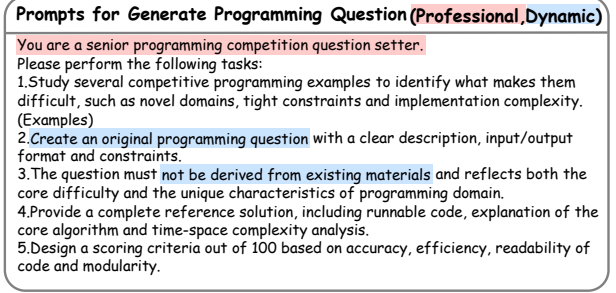 Prompts for Generate Programming Question(Professional,Dynamic)
You are a senior programming competition question setter.
Please perform the following tasks:
1.Study several competitive programming examples to identify what makes them
difficult, such as novel domains, tight constraints and implementation complexity.
(Examples)
2.Create an original programming question with a clear description, input/output
format and constraints.
3.The question must not be derived from existing materials and reflects both the
core difficulty and the unique characteristics of programming domain.
4.Provide a complete reference solution, including runnable code, explanation of the
core algorithm and time-space complexity analysis.
5.Design a scoring criteria out of 100 based on accuracy, efficiency, readability of
code and modularity.